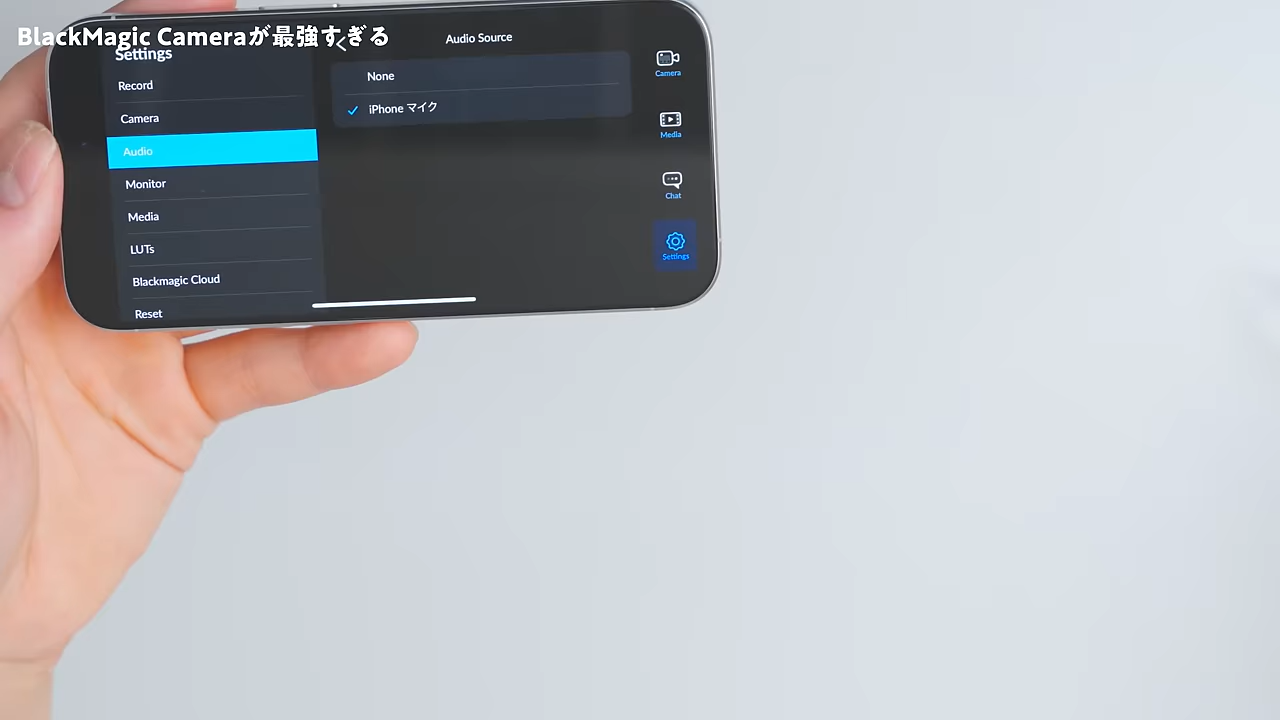 BlackMagic Cameraが最強すぎる
Settings
Record
Camera
Audio
Monitor
Media
LUTs
Blackmagic Cloud
Reset
Audio Source
None
iPhone マイク
Camera
Media
Chat
Settings